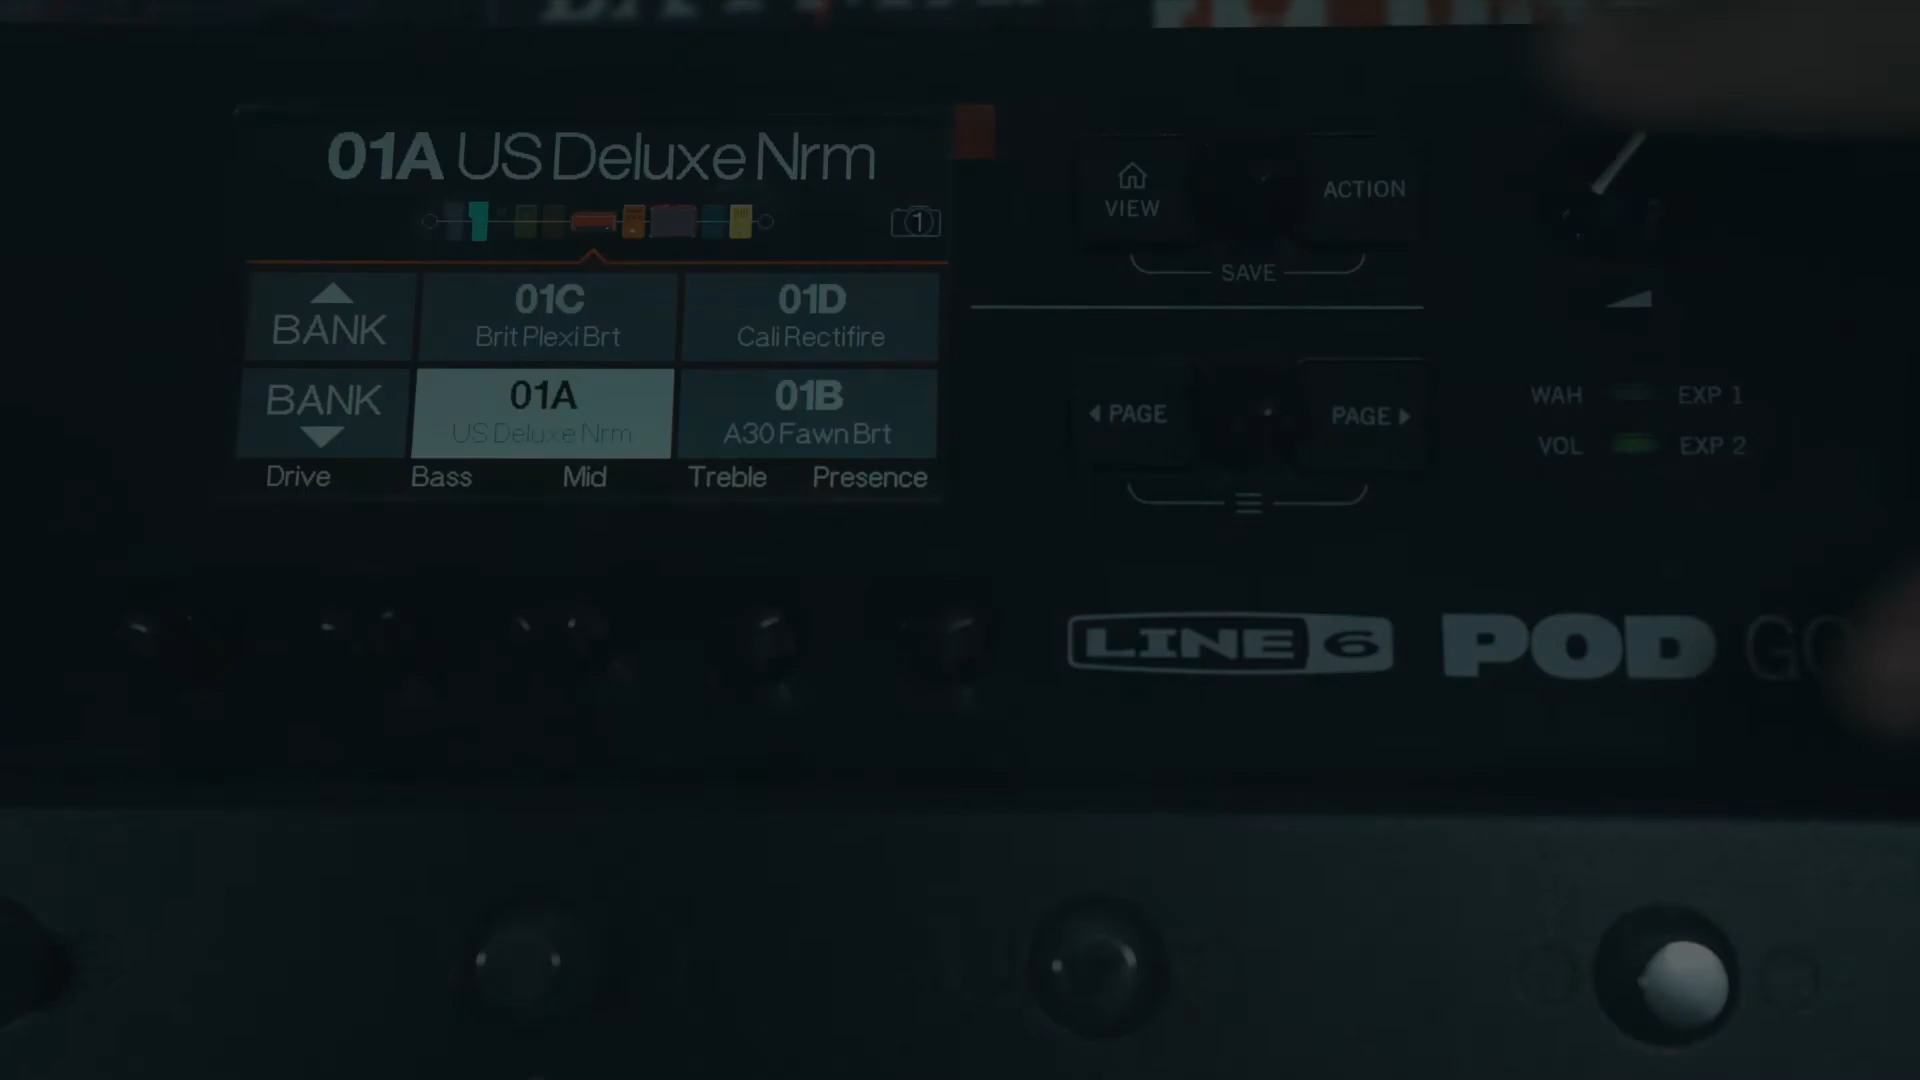 01A US Deluxe Nrm
1
BANK
01C
Brit Plexi Brt
01D
Cali Rectifire
BANK
01A
US Deluxe Nrm
01B
A30 Fawn Brt
Drive Bass Mid Treble Presence
VIEW
ACTION
SAVE
PAGE
PAGE
WAH EXP 1
VOL EXP 2
LINE 6 POD GO